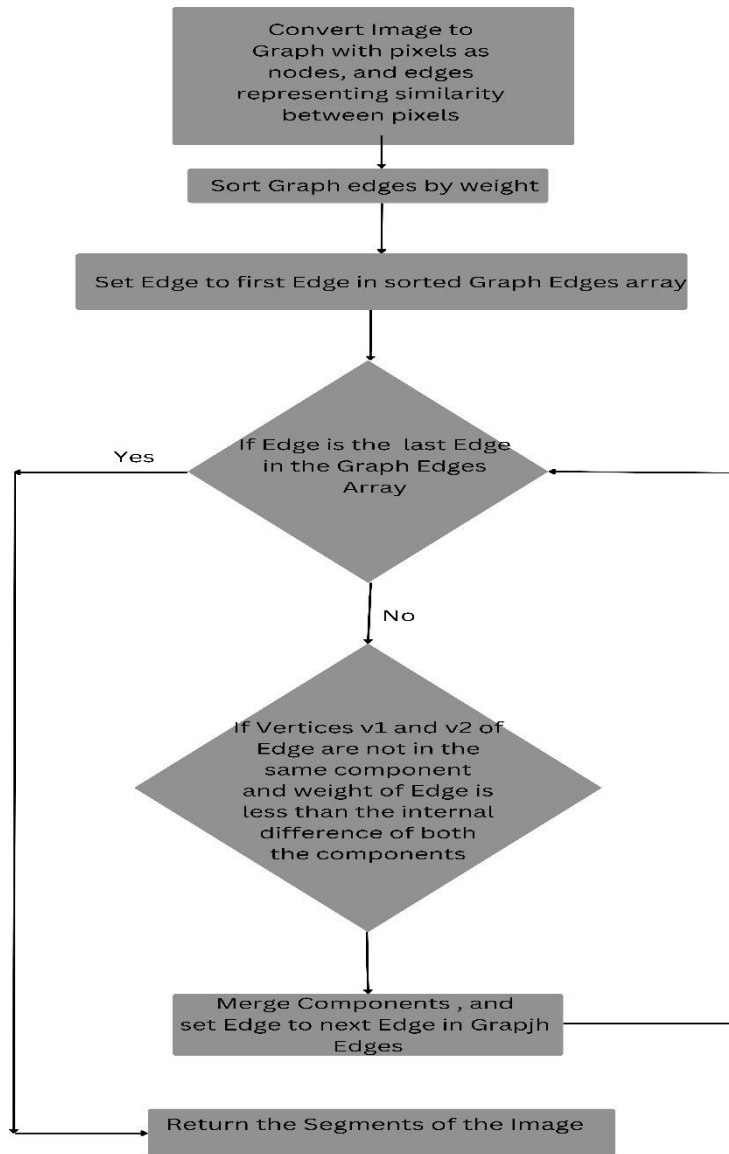 Convert Image to
Graph with pixels as
nodes, and edges
representing similarity
between pixels
Sort Graph edges by weight
Set Edge to first Edge in sorted Graph Edges array
If Edge is the last Edge
in the Graph Edges
Array
Yes
No
If Vertices v1 and v2 of
Edge are not in the
same component
and weight of Edge is
less than the internal
difference of both
the components
Merge Components , and
set Edge to next Edge in Grapjh
Edges
Return the Segments of the Image